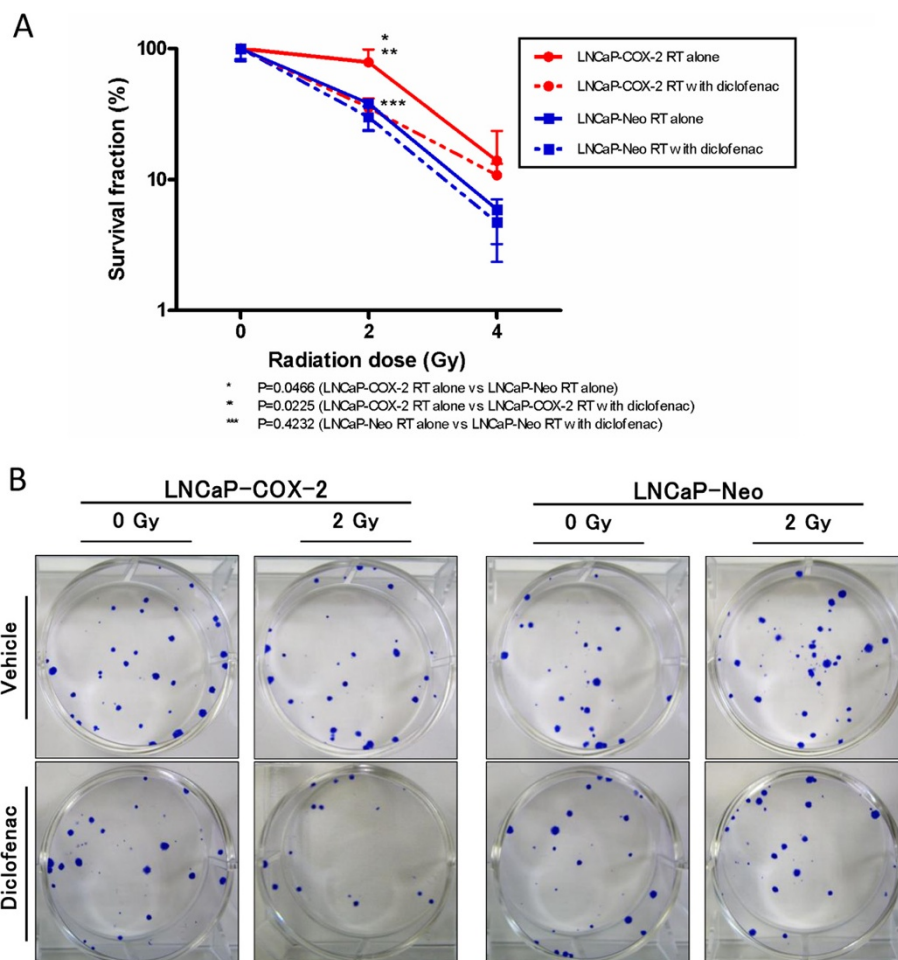 A
100
10
1
Survival fraction (%)
0 2 4
Radiation dose (Gy)
*
**
***
LNCaP-COX-2 RT alone
LNCaP-COX-2 RT with diclofenac
LNCaP-Neo RT alone
LNCaP-Neo RT with diclofenac
* P=0.0466 (LNCaP-COX-2 RT alone vs LNCaP-Neo RT alone)
** P=0.0225 (LNCaP-COX-2 RT alone vs LNCaP-COX-2 RT with diclofenac)
*** P=0.4232 (LNCaP-Neo RT alone vs LNCaP-Neo RT with diclofenac)
B
LNCaP-COX-2 LNCaP-Neo
0 Gy 2 Gy 0 Gy 2 Gy
Vehicle
Diclofenac